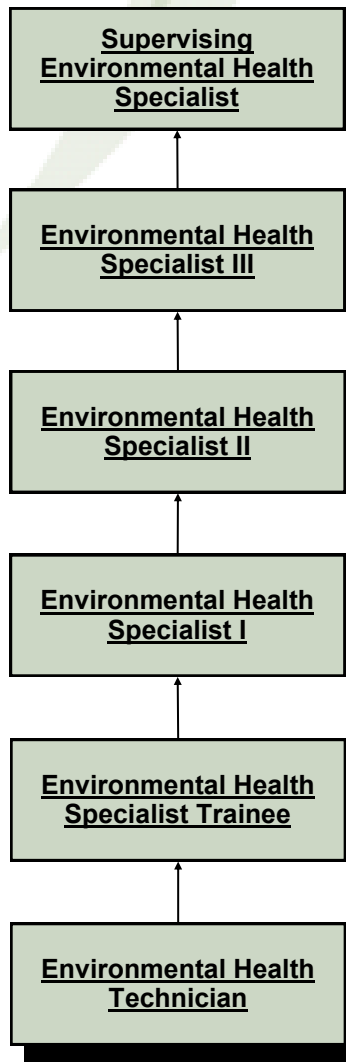 Supervising
Environmental Health
Specialist
Environmental Health
Specialist III
Environmental Health
Specialist II
Environmental Health
Specialist I
Environmental Health
Specialist Trainee
Environmental Health
Technician